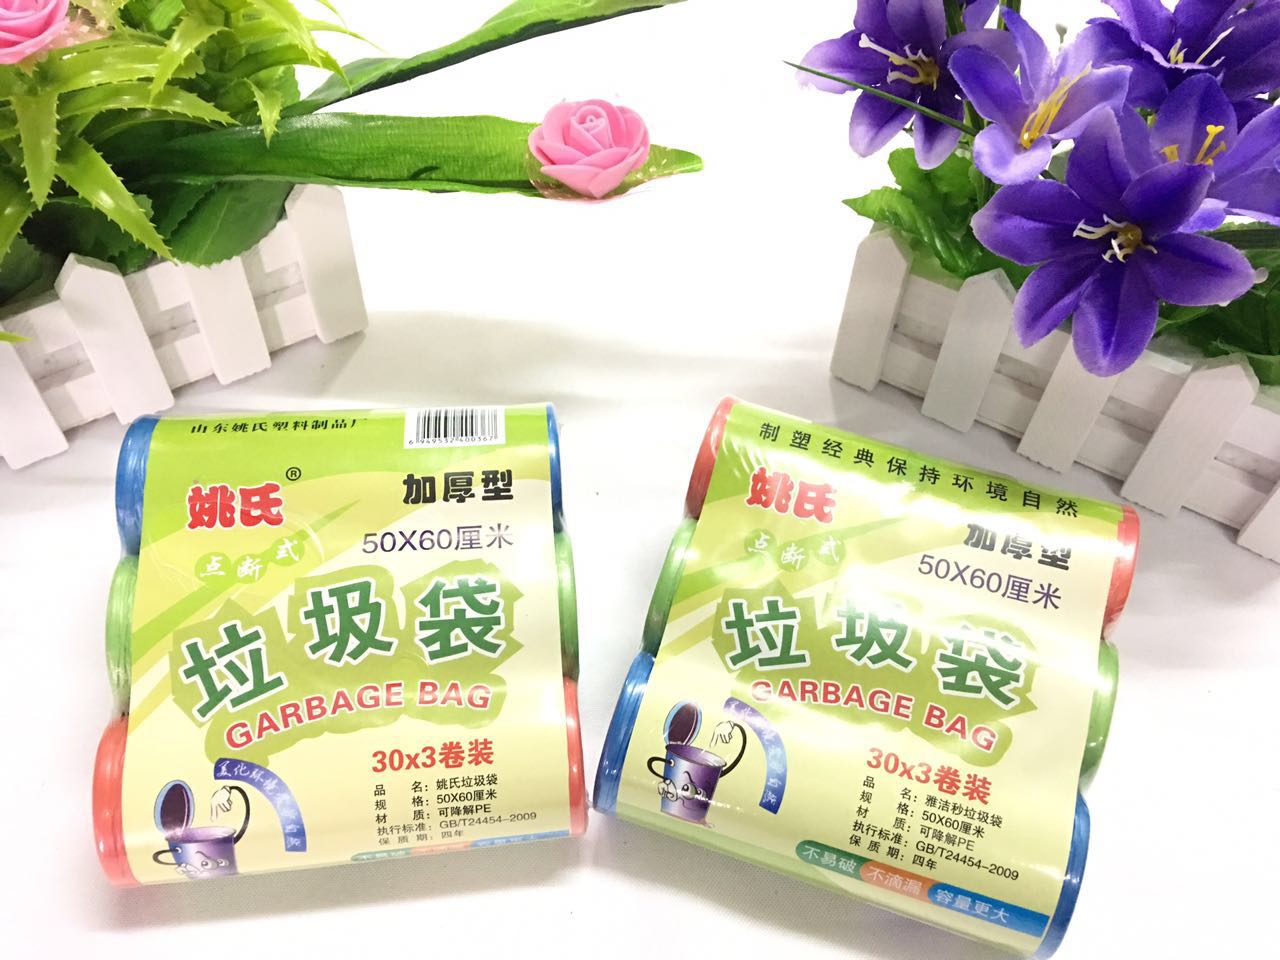 山东姚氏塑料制品厂
6 949532 400367
姚氏®
加厚型
点断式
50X60厘米
垃圾袋
GARBAGE BAG
30x3卷装
品 名：姚氏垃圾袋
规 格：50X60厘米
材 质：可降解PE
执行标准：GB/T24454-2009
保 质 期：四年
制塑经典保持环境自然
姚氏
加厚型
点断式
50X60厘米
垃圾袋
GARBAGE BAG
30x3卷装
品 名：雅洁秒垃圾袋
规 格：50X60厘米
材 质：可降解PE
执行标准：GB/T24454-2009
保 质 期：四年
不易破 不滴漏 容量更大